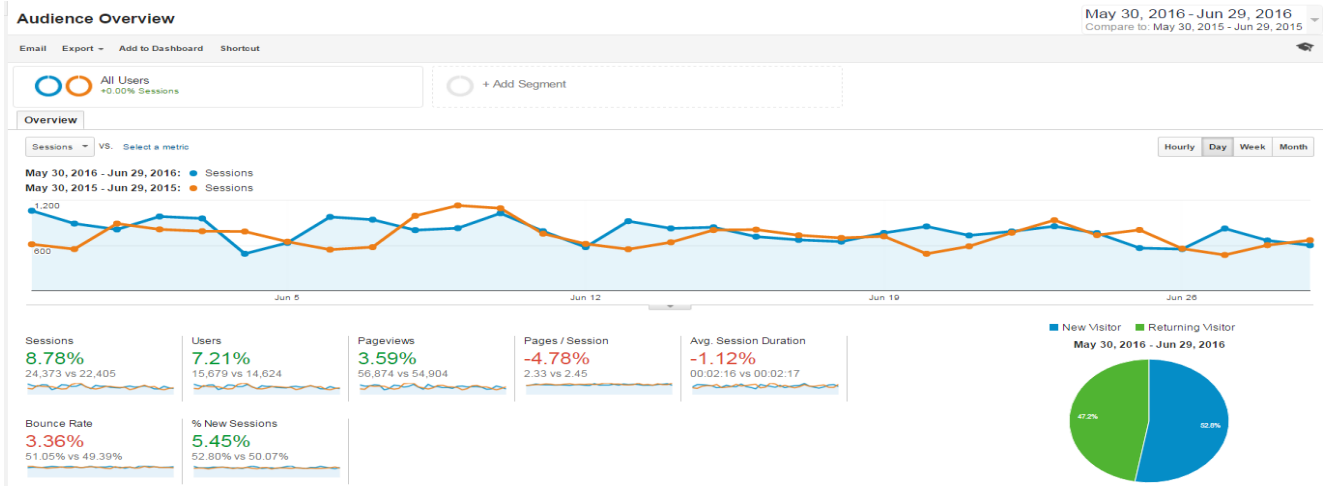 Audience Overview
May 30, 2016 - Jun 29, 2016
Compare to: May 30, 2015 - Jun 29, 2015
Email Export Add to Dashboard Shortcut
All Users
+0.00% Sessions
+ Add Segment
Overview
Sessions VS. Select a metric
Hourly Day Week Month
May 30, 2016 - Jun 29, 2016: Sessions
May 30, 2015 - Jun 29, 2015: Sessions
1,200
600
Jun 5 Jun 12 Jun 19 Jun 26
Sessions
8.78%
24,373 vs 22,405
Users
7.21%
15,679 vs 14,624
Pageviews
3.59%
56,874 vs 54,904
Pages / Session
-4.78%
2.33 vs 2.45
Avg. Session Duration
-1.12%
00:02:16 vs 00:02:17
Bounce Rate
3.36%
51.05% vs 49.39%
% New Sessions
5.45%
52.80% vs 50.07%
New Visitor Returning Visitor
May 30, 2016 - Jun 29, 2016
47.2%
52.8%